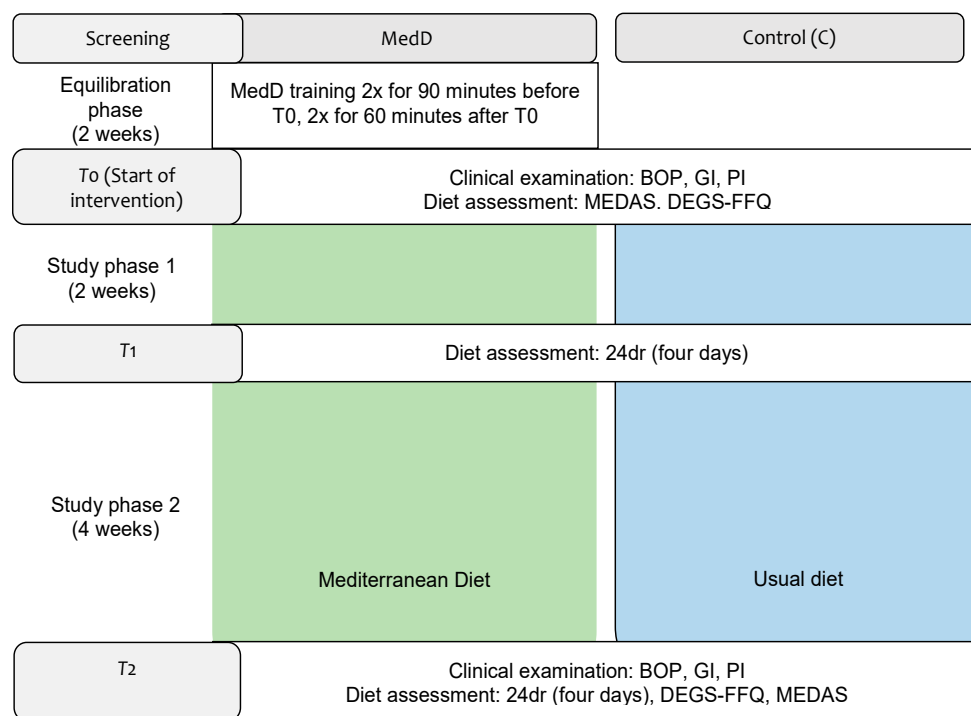 Screening
MedD
Control (C)
Equilibration
phase
(2 weeks)
MedD training 2x for 90 minutes before
T0, 2x for 60 minutes after T0
T0 (Start of
intervention)
Clinical examination: BOP, GI, PI
Diet assessment: MEDAS. DEGS-FFQ
Study phase 1
(2 weeks)
T1
Diet assessment: 24dr (four days)
Study phase 2
(4 weeks)
Mediterranean Diet
Usual diet
T2
Clinical examination: BOP, GI, PI
Diet assessment: 24dr (four days), DEGS-FFQ, MEDAS